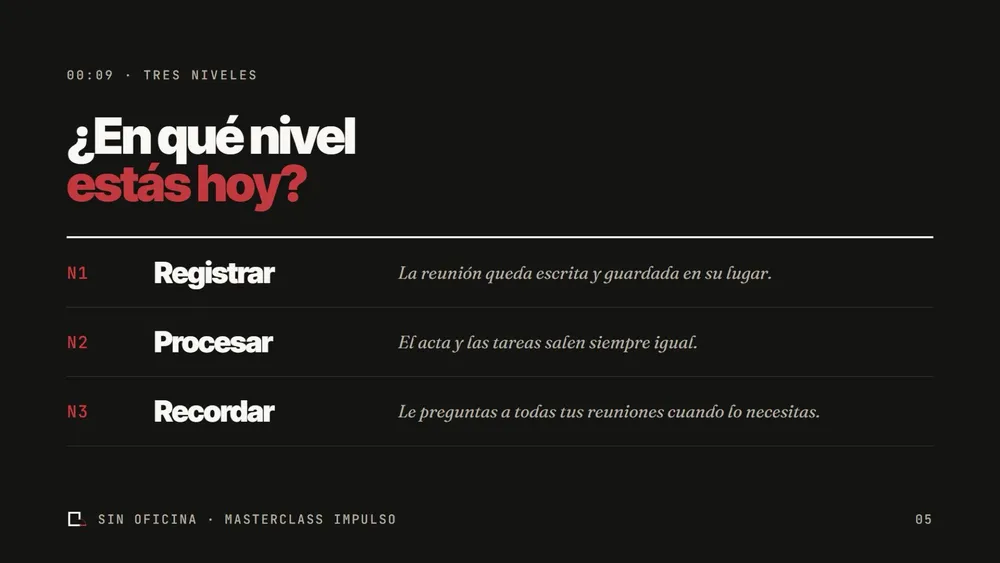 00:09 · TRES NIVELES
¿En qué nivel
estás hoy?
N1 Registrar La reunión queda escrita y guardada en su lugar.
N2 Procesar El acta y las tareas salen siempre igual.
N3 Recordar Le preguntas a todas tus reuniones cuando lo necesitas.
SIN OFICINA · MASTERCLASS IMPULSO 05